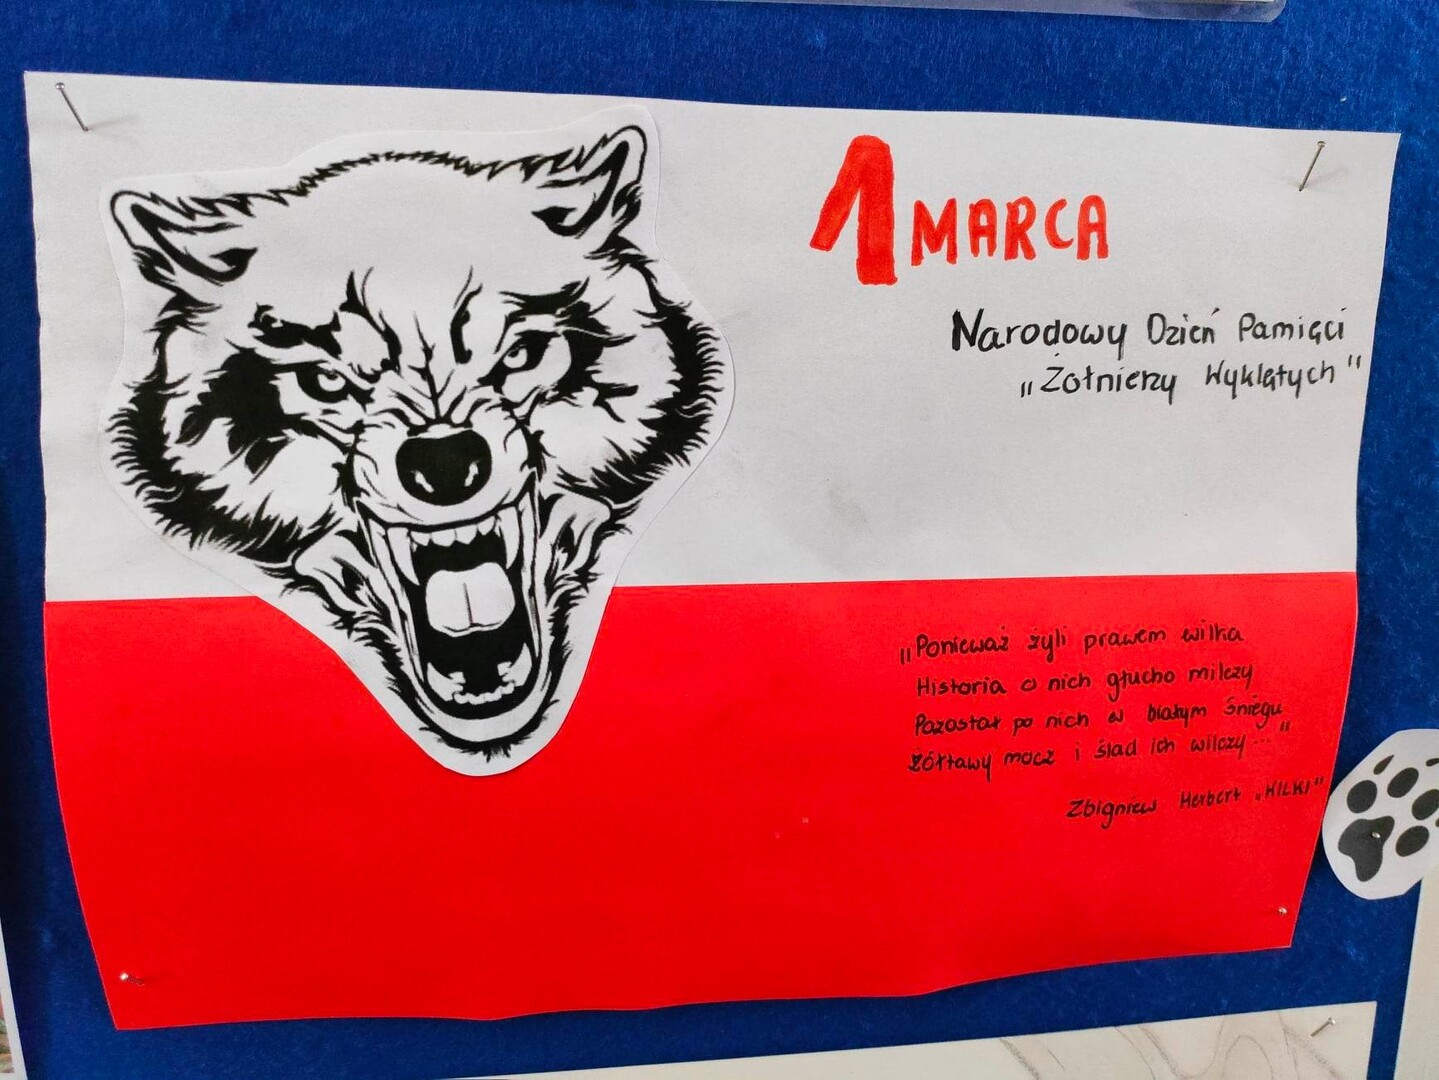 1 MARCA
Narodowy Dzień Pamięci
„Żołnierzy Wyklętych"
„Ponieważ żyli prawem wilka
Historia o nich głucho milczy
Pozostał po nich w białym śniegu
Żółtawy mocz i ślad ich wilczy..."
Zbigniew Herbert „WILKI"